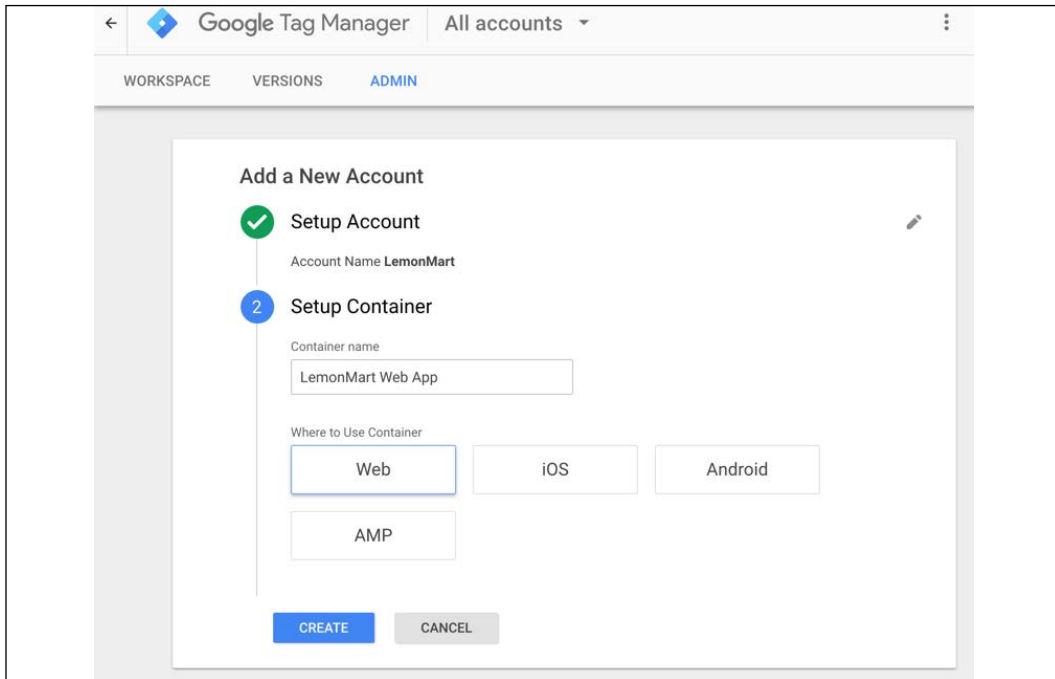 Google Tag Manager All accounts
WORKSPACE VERSIONS ADMIN
Add a New Account
Setup Account
Account Name LemonMart
2 Setup Container
Container name
LemonMart Web App
Where to Use Container
Web iOS Android
AMP
CREATE CANCEL